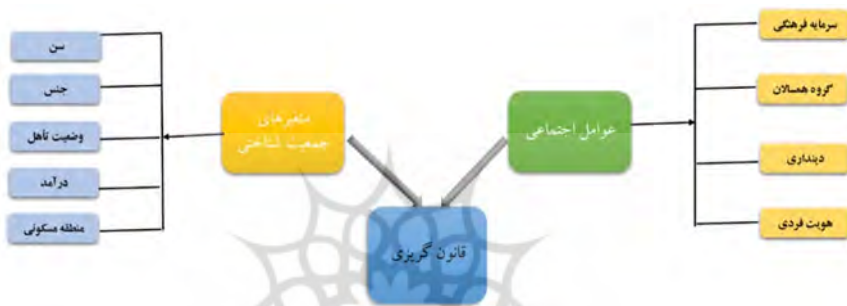 سرمایه فرهنگی
گروه همسالان
دینداری
هویت فردی
عوامل اجتماعی
متغیرهای
جمعیت شناختی
قانون گریزی
سن
جنس
وضعیت تأهل
درآمد
منطقه مسکونی